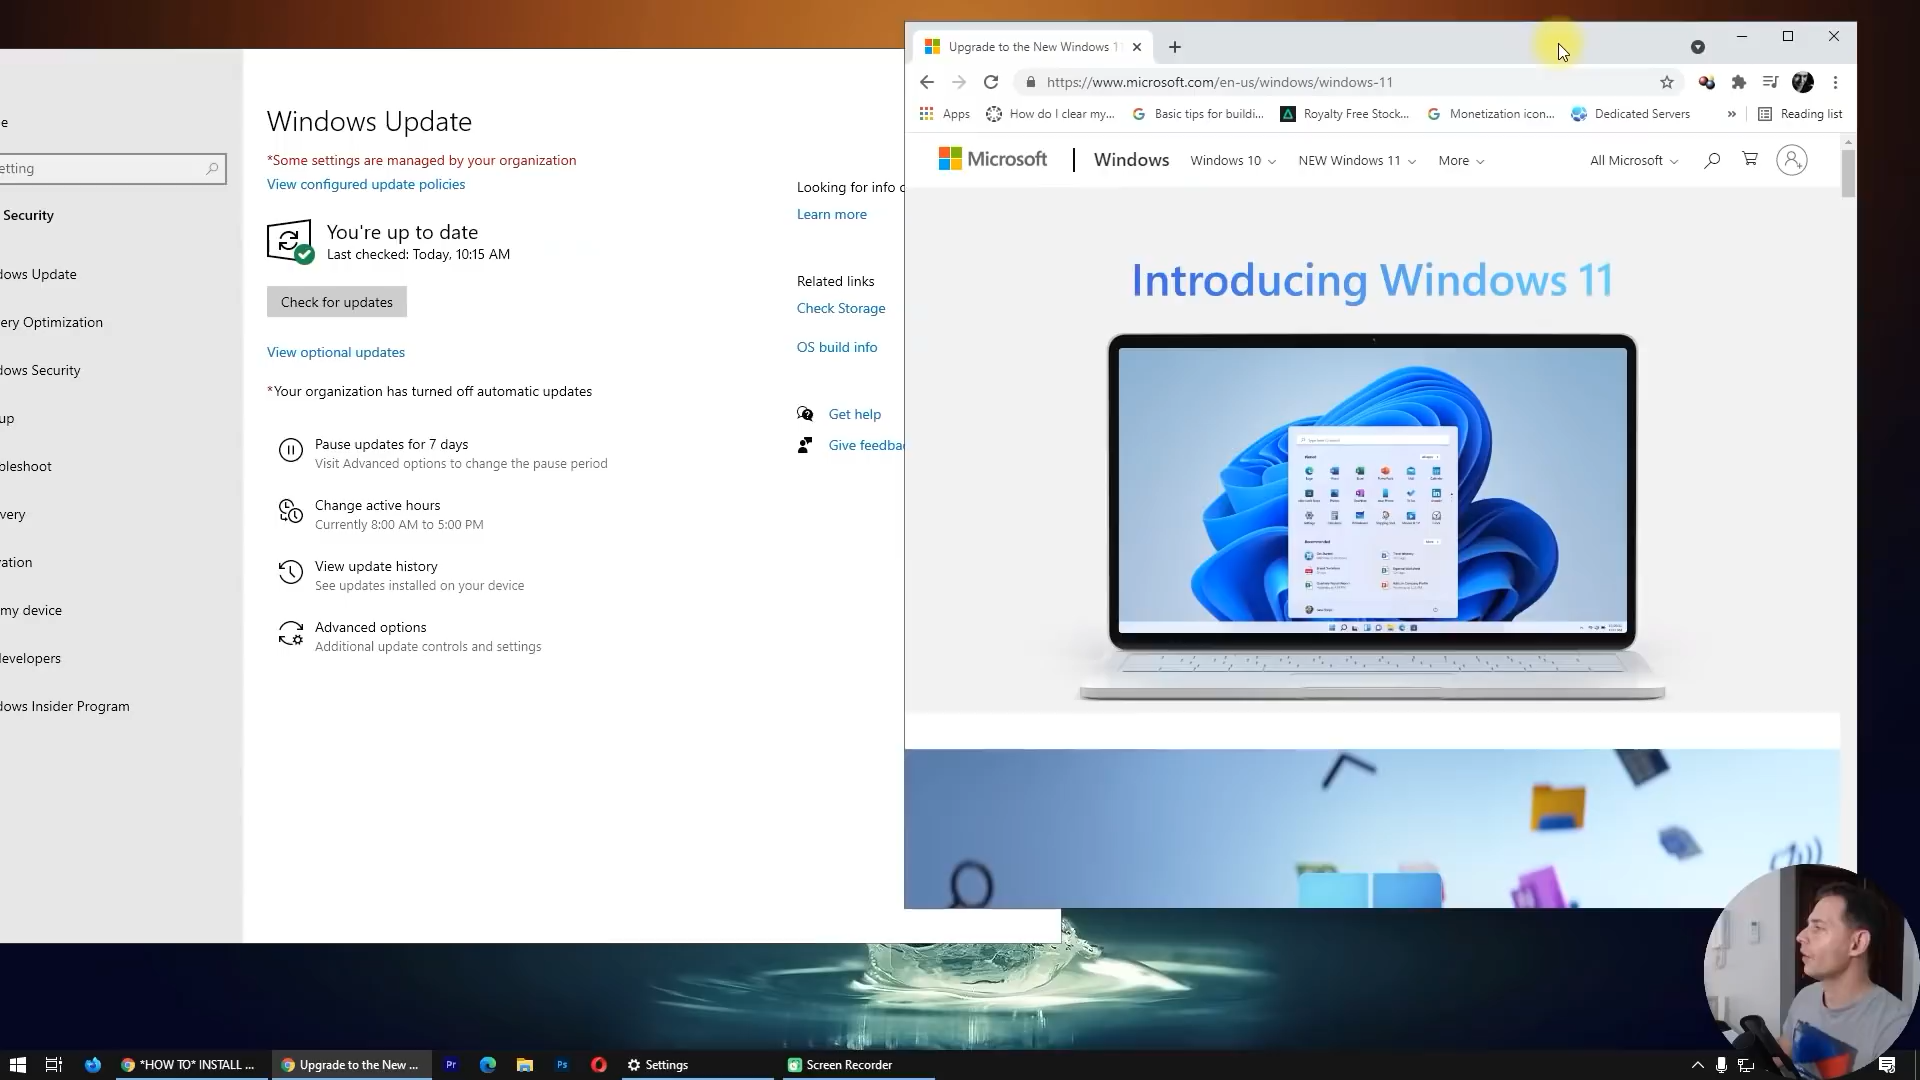 e
etting
Security
dows Update
ery Optimization
dows Security
up
bleshoot
very
vation
my device
developers
dows Insider Program
Windows Update
*Some settings are managed by your organization
View configured update policies
You're up to date
Last checked: Today, 10:15 AM
Check for updates
View optional updates
*Your organization has turned off automatic updates
Pause updates for 7 days
Visit Advanced options to change the pause period
Change active hours
Currently 8:00 AM to 5:00 PM
View update history
See updates installed on your device
Advanced options
Additional update controls and settings
Looking for info o
Learn more
Related links
Check Storage
OS build info
Get help
Give feedba
Upgrade to the New Windows 1
https://www.microsoft.com/en-us/windows/windows-11
Apps How do I clear my... Basic tips for buildi... Royalty Free Stock... Monetization icon... Dedicated Servers » Reading list
Microsoft Windows Windows 10 NEW Windows 11 More All Microsoft
Introducing Windows 11
*HOW TO* INSTALL ... Upgrade to the New ... Pr Ps Settings Screen Recorder